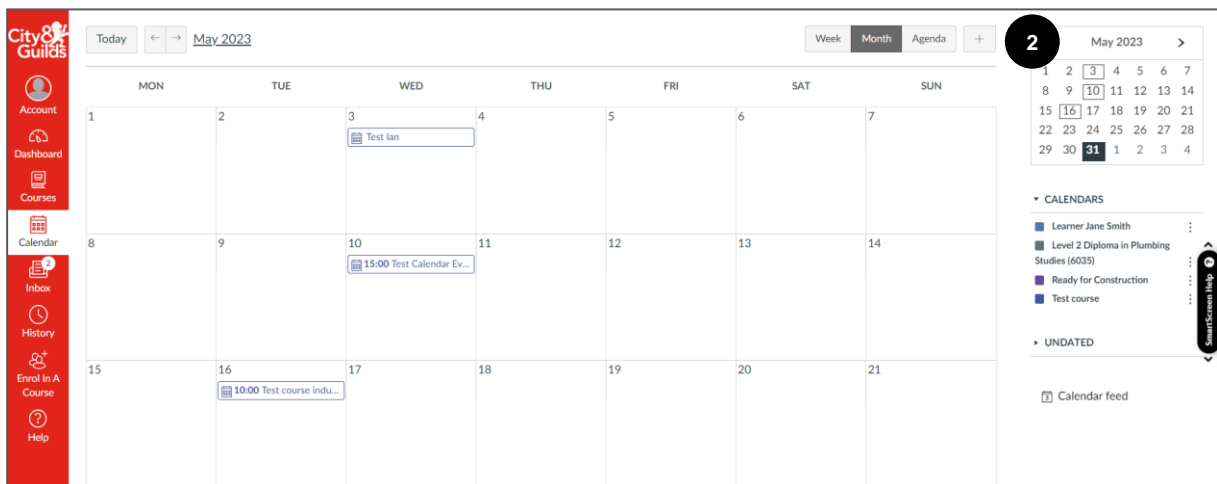 City&
Guilds
Account
Dashboard
Courses
Calendar
2
Inbox
History
Enrol In A
Course
Help
Today ← → May 2023
Week Month Agenda +
MON TUE WED THU FRI SAT SUN
1 2 3 4 5 6 7
Test Ian
8 9 10 11 12 13 14
15:00 Test Calendar Ev...
15 16 17 18 19 20 21
10:00 Test course indu...
2
May 2023 >
1 2 3 4 5 6 7
8 9 10 11 12 13 14
15 16 17 18 19 20 21
22 23 24 25 26 27 28
29 30 31 1 2 3 4
CALENDARS
Learner Jane Smith
Level 2 Diploma in Plumbing
Studies (6035)
Ready for Construction
Test course
UNDATED
Calendar feed
SmartScreen Help ?